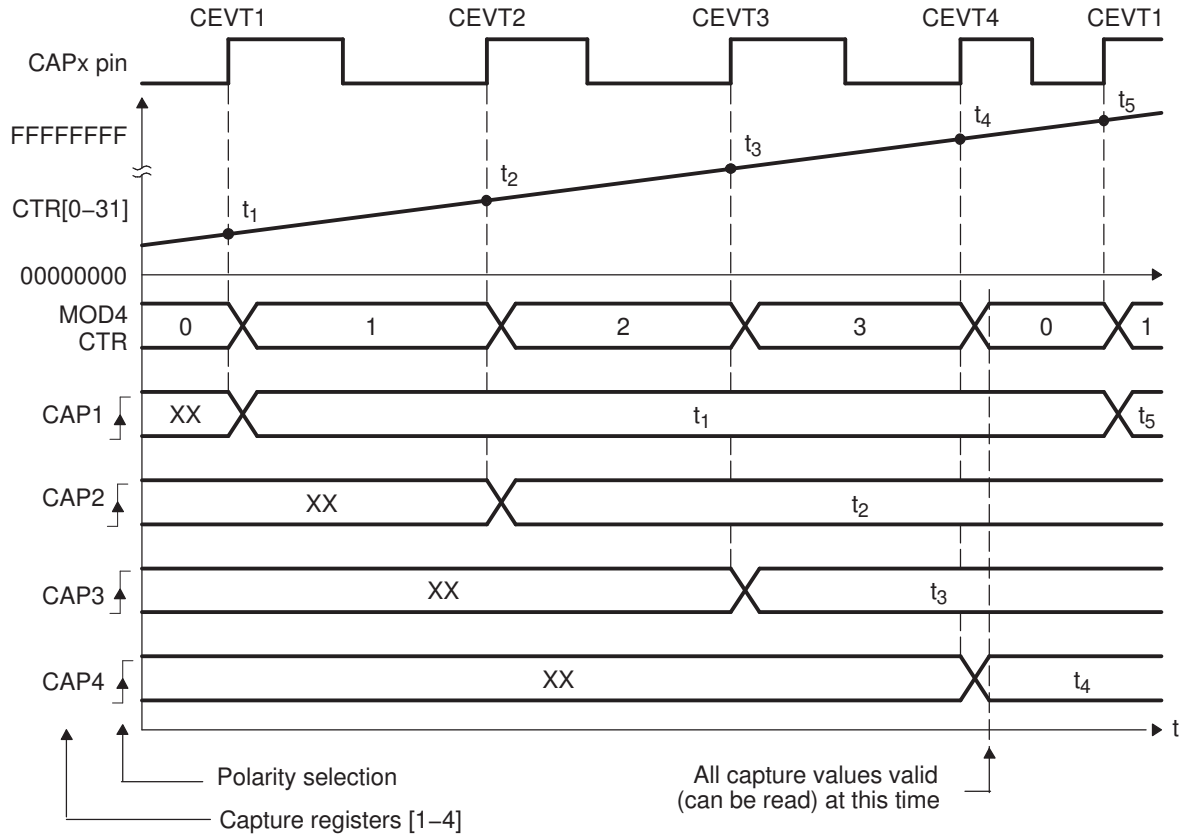 CEVT1 CEVT2 CEVT3 CEVT4 CEVT1
CAPx pin
FFFFFFFF
t5
t4
t3
t2
CTR[0−31]
t1
00000000
MOD4
CTR
0 1 2 3 0 1
CAP1 XX t1 t5
CAP2 XX t2
CAP3 XX t3
CAP4 XX t4
t
Polarity selection
Capture registers [1−4]
All capture values valid
(can be read) at this time